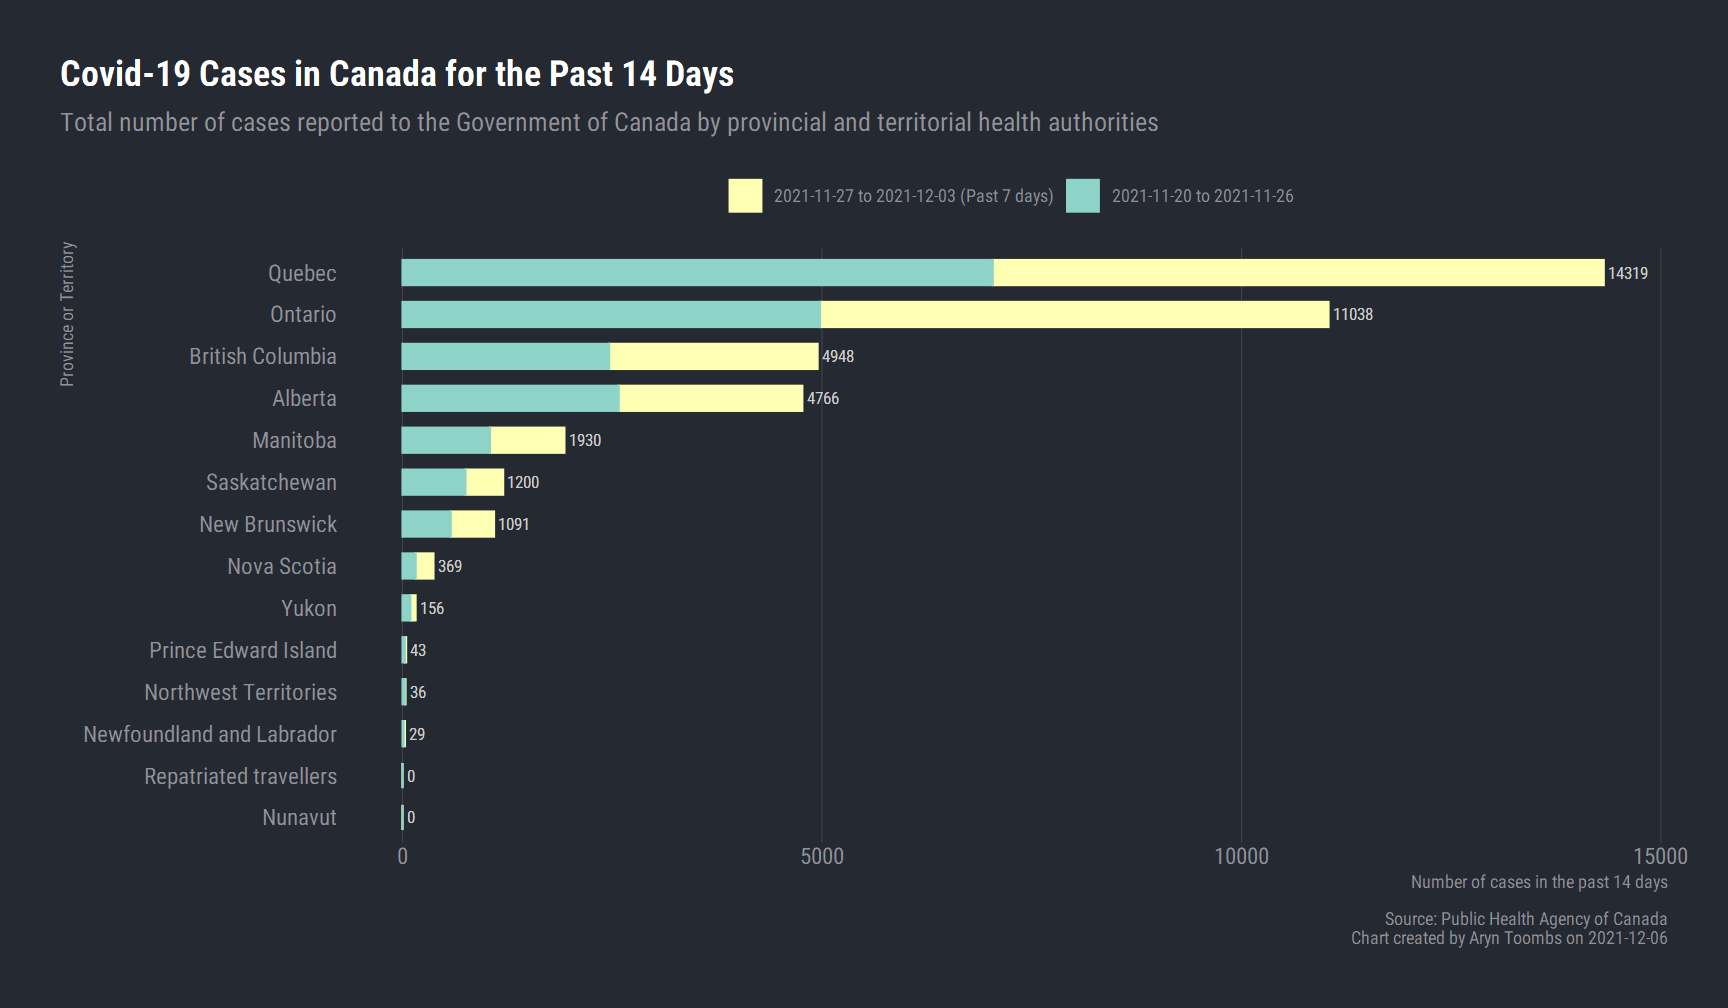 Covid-19 Cases in Canada for the Past 14 Days
Total number of cases reported to the Government of Canada by provincial and territorial health authorities
2021-11-27 to 2021-12-03 (Past 7 days) 2021-11-20 to 2021-11-26
Province or Territory
Quebec 14319
Ontario 11038
British Columbia 4948
Alberta 4766
Manitoba 1930
Saskatchewan 1200
New Brunswick 1091
Nova Scotia 369
Yukon 156
Prince Edward Island 43
Northwest Territories 36
Newfoundland and Labrador 29
Repatriated travellers 0
Nunavut 0
0 5000 10000 15000
Number of cases in the past 14 days
Source: Public Health Agency of Canada
Chart created by Aryn Toombs on 2021-12-06